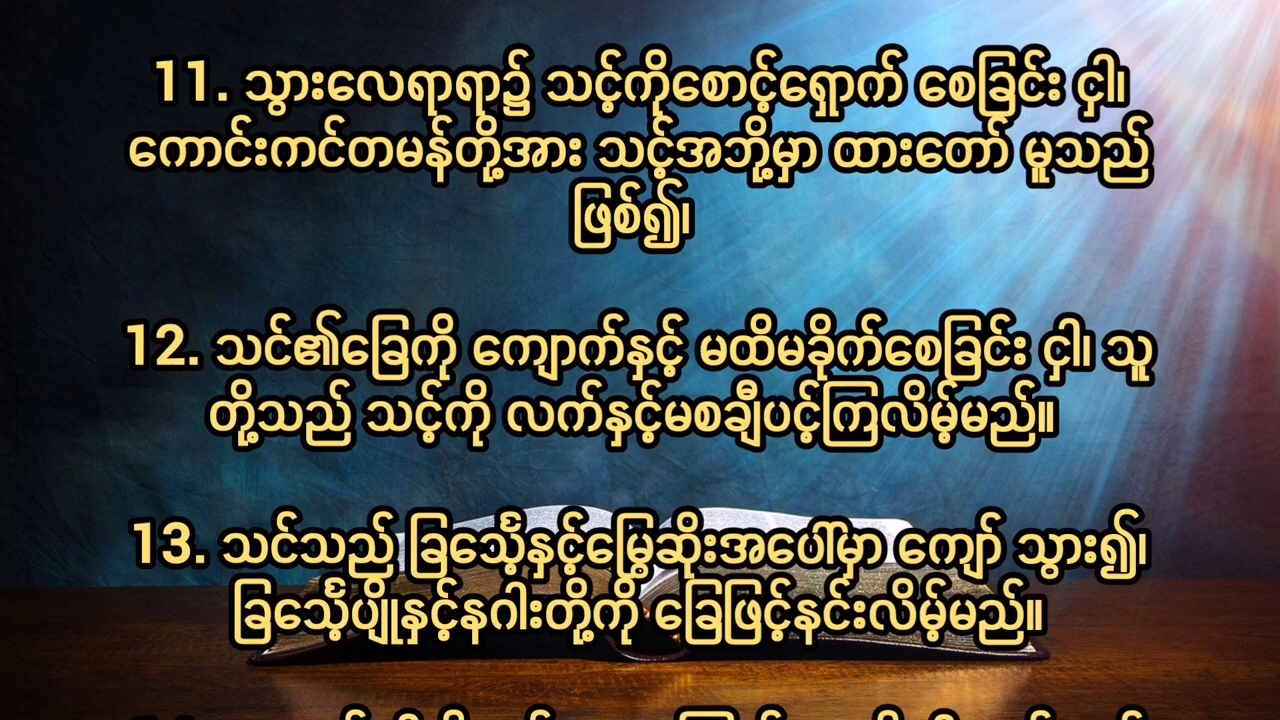 11. သွားလေရာရာ၌ သင့်ကိုစောင့်ရှောက် စေခြင်း ငှါ၊
ကောင်းကင်တမန်တို့အား သင့်အဘို့မှာ ထားတော် မူသည်
ဖြစ်၍၊
12. သင်၏ခြေကို ကျောက်နှင့် မထိမခိုက်စေခြင်း ငှါ၊ သူ
တို့သည် သင့်ကို လက်နှင့်မစချီပင့်ကြလိမ့်မည်။
13. သင်သည် ခြင်္သေ့နှင့်မြွေဆိုးအပေါ်မှာ ကျော် သွား၍၊
ခြင်္သေ့ပျိုနှင့်နဂါးတို့ကို ခြေဖြင့်နင်းလိမ့်မည်။